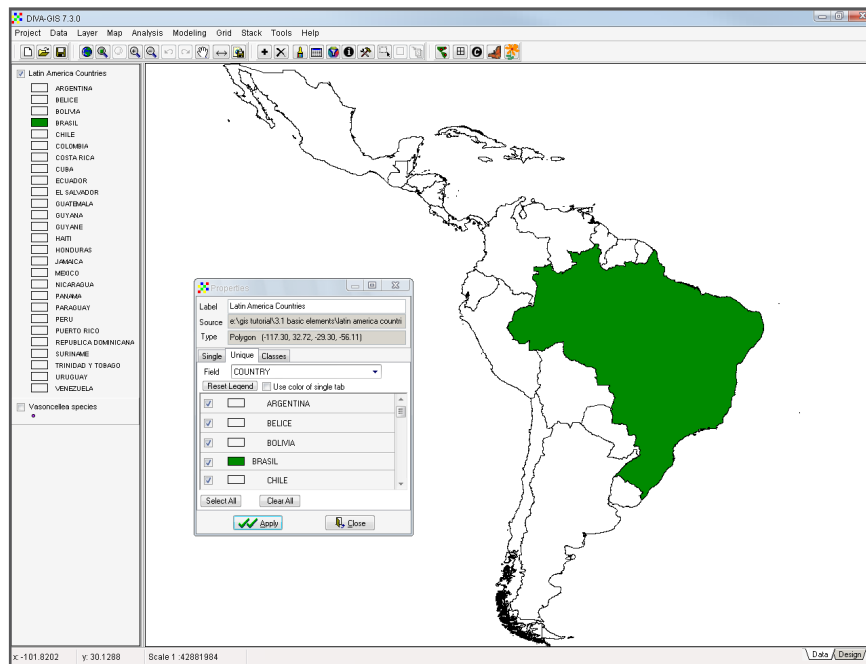 DIVA-GIS 7.3.0
Project Data Layer Map Analysis Modeling Grid Stack Tools Help
Latin America Countries
ARGENTINA
BELICE
BOLIVIA
BRASIL
CHILE
COLOMBIA
COSTA RICA
CUBA
ECUADOR
EL SALVADOR
GUATEMALA
GUYANA
GUYANE
HAITI
HONDURAS
JAMAICA
MEXICO
NICARAGUA
PANAMA
PARAGUAY
PERU
PUERTO RICO
REPUBLICA DOMINICANA
SURINAME
TRINIDAD Y TOBAGO
URUGUAY
VENEZUELA
Vasoncellea species
Properties
Label Latin America Countries
Source e:\gis tutorial\3.1 basic elements\latin america countri
Type Polygon (-117.30, 32.72, -29.30, -56.11)
Single Unique Classes
Field COUNTRY
Reset Legend Use color of single tab
ARGENTINA
BELICE
BOLIVIA
BRASIL
CHILE
Select All Clear All
Apply Close
x: -101.8202 y: 30.1288 Scale 1 :42881984 Data Design